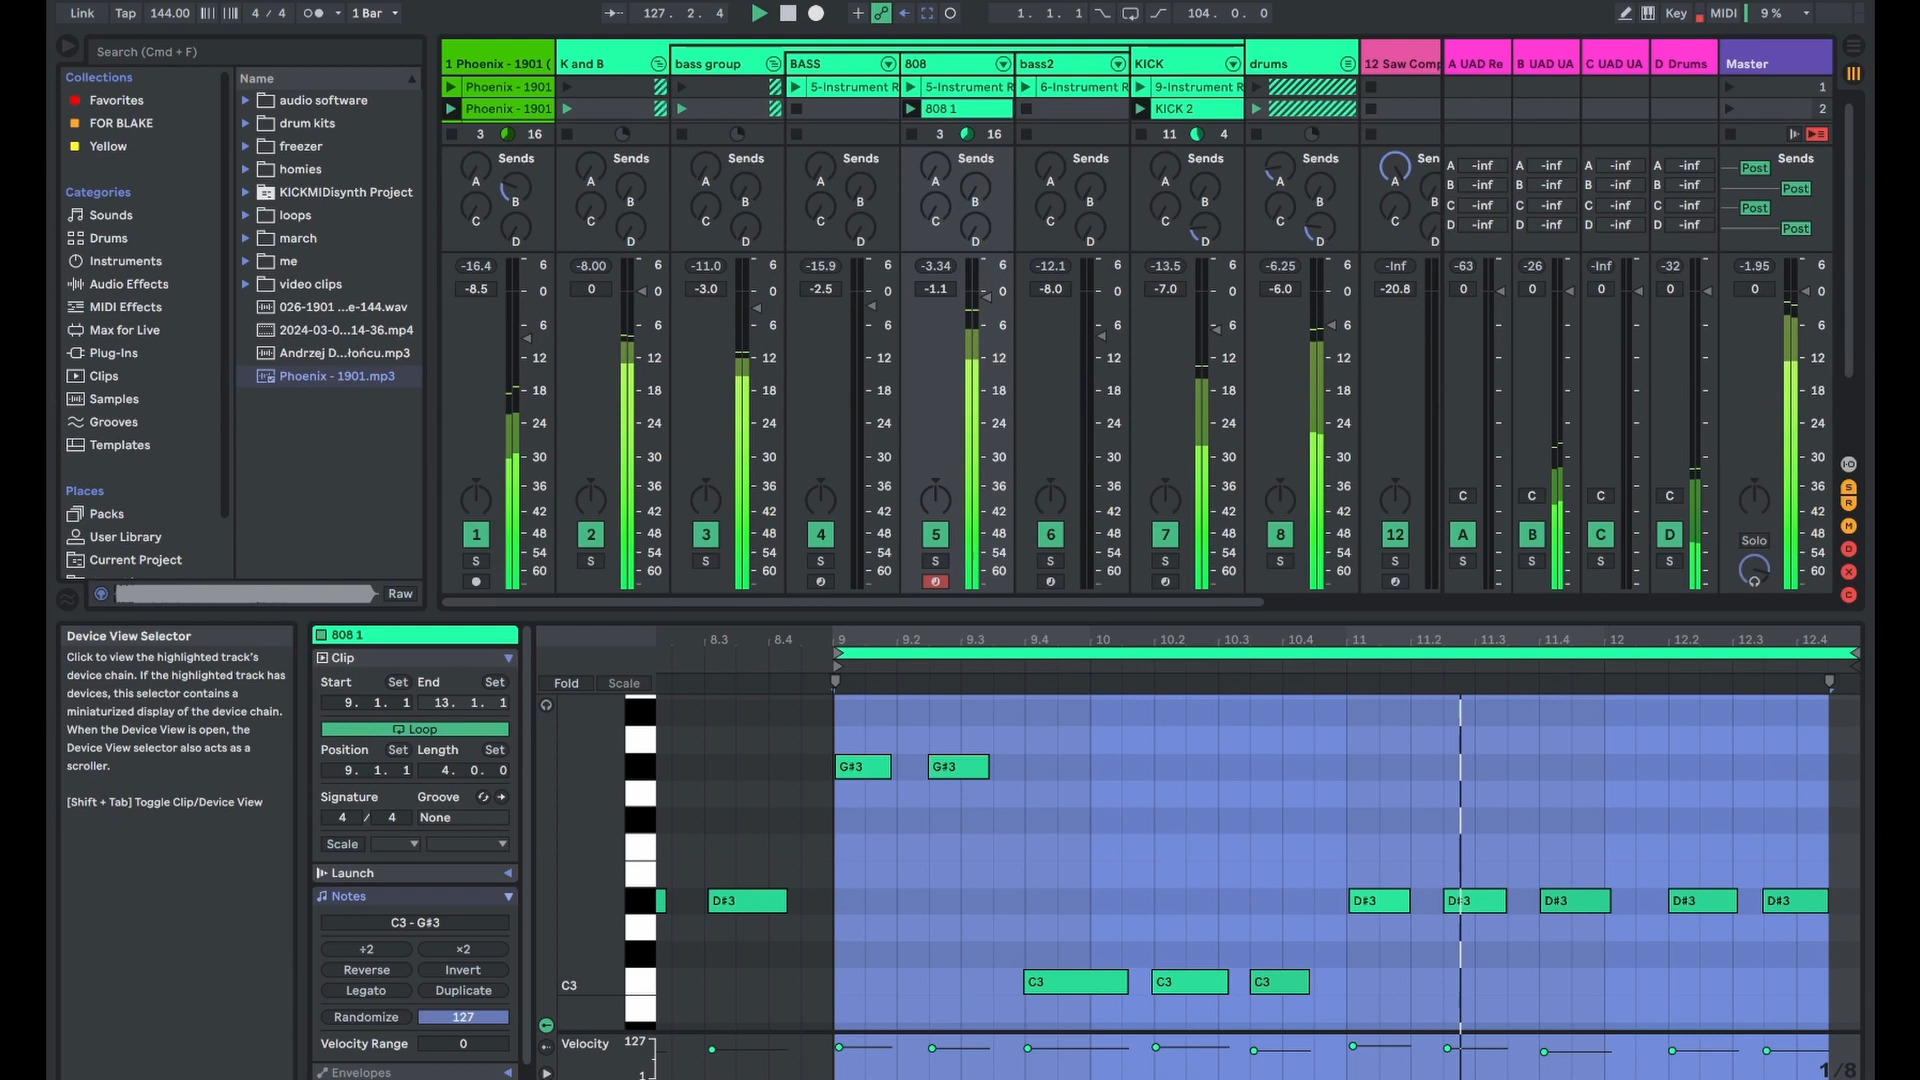 Link Tap 144.00 4 / 4 1 Bar 127. 2. 4 1. 1. 1 104. 0. 0 Key MIDI 9 %
Search (Cmd + F)
Collections
Favorites
FOR BLAKE
Yellow
Categories
Sounds
Drums
Instruments
Audio Effects
MIDI Effects
Max for Live
Plug-Ins
Clips
Samples
Grooves
Templates
Places
Packs
User Library
Current Project
Name
audio software
drum kits
freezer
homies
KICKMIDisynth Project
loops
march
me
video clips
026-1901 ...e-144.wav
2024-03-0...14-36.mp4
Andrzej D...łońcu.mp3
Phoenix - 1901.mp3
Raw
1 Phoenix - 1901 ( K and B bass group BASS 808 bass2 KICK drums 12 Saw Comp A UAD Re B UAD UA C UAD UA D Drums Master
Phoenix - 1901 5-Instrument R 5-Instrument R 6-Instrument R 9-Instrument R 1
Phoenix - 1901 808 1 KICK 2 2
3 16 3 16 11 4
Sends Sends Sends Sends Sends Sends Sends Sends Sen Sends
A -inf A -inf A -inf A -inf Post
B -inf B -inf B -inf B -inf Post
C -inf C -inf C -inf C -inf Post
D -inf D -inf D -inf D -inf Post
A A A A A A A A A
B B B B B B B B B
C C C C C C C C C
D D D D D D D D D
-16.4 -8.00 -11.0 -15.9 -3.34 -12.1 -13.5 -6.25 -Inf -63 -26 -Inf -32 -1.95
-8.5 0 -3.0 -2.5 -1.1 -8.0 -7.0 -6.0 -20.8 0 0 0 0 0
6 6 6 6 6 6 6 6 6
0 0 0 0 0 0 0 0 0
6 6 6 6 6 6 6 6 6
12 12 12 12 12 12 12 12 12
18 18 18 18 18 18 18 18 18
24 24 24 24 24 24 24 24 24
30 30 30 30 30 30 30 30 30
36 36 36 36 36 36 36 36 36
C C C C
42 42 42 42 42 42 42 42 42
1 2 3 4 5 6 7 8 12 A B C D Solo
48 48 48 48 48 48 48 48 48
54 54 54 54 54 54 54 54 54
S S S S S S S S S S S S S
60 60 60 60 60 60 60 60 60
I-O
S
R
M
D
X
C
Device View Selector
Click to view the highlighted track's
device chain. If the highlighted track has
devices, this selector contains a
miniaturized display of the device chain.
When the Device View is open, the
Device View selector also acts as a
scroller.
[Shift + Tab] Toggle Clip/Device View
808 1
Clip
Start Set End Set
9. 1. 1 13. 1. 1
Loop
Position Set Length Set
9. 1. 1 4. 0. 0
Signature Groove
4 / 4 None
Scale
Launch
Notes
C3 - G#3
÷2 ×2
Reverse Invert
Legato Duplicate
Randomize 127
Velocity Range 0
Envelopes
8.3 8.4 9 9.2 9.3 9.4 10 10.2 10.3 10.4 11 11.2 11.3 11.4 12 12.2 12.3 12.4
Fold Scale
G#3 G#3
D#3 D#3 D#3 D#3 D#3 D#3
C3 C3 C3 C3
Velocity 127
1
1/8